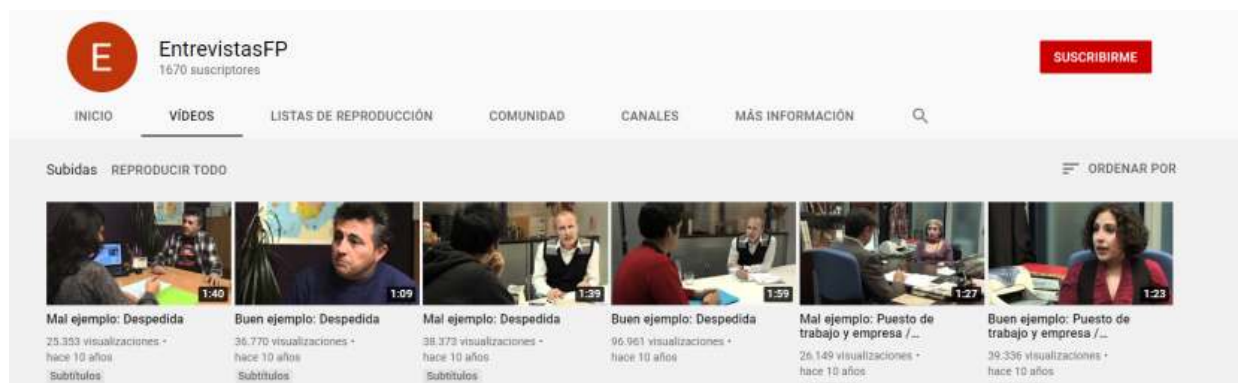 E
EntrevistasFP
1670 suscriptores
SUSCRIBIRME
INICIO VÍDEOS LISTAS DE REPRODUCCIÓN COMUNIDAD CANALES MÁS INFORMACIÓN
Subidas REPRODUCIR TODO
ORDENAR POR
1:40
Mal ejemplo: Despedida
25.353 visualizaciones •
hace 10 años
Subtítulos
1:09
Buen ejemplo: Despedida
36.770 visualizaciones •
hace 10 años
Subtítulos
1:39
Mal ejemplo: Despedida
38.373 visualizaciones •
hace 10 años
Subtítulos
1:59
Buen ejemplo: Despedida
96.961 visualizaciones •
hace 10 años
1:27
Mal ejemplo: Puesto de
trabajo y empresa /...
26.149 visualizaciones •
hace 10 años
1:23
Buen ejemplo: Puesto de
trabajo y empresa /...
39.336 visualizaciones •
hace 10 años